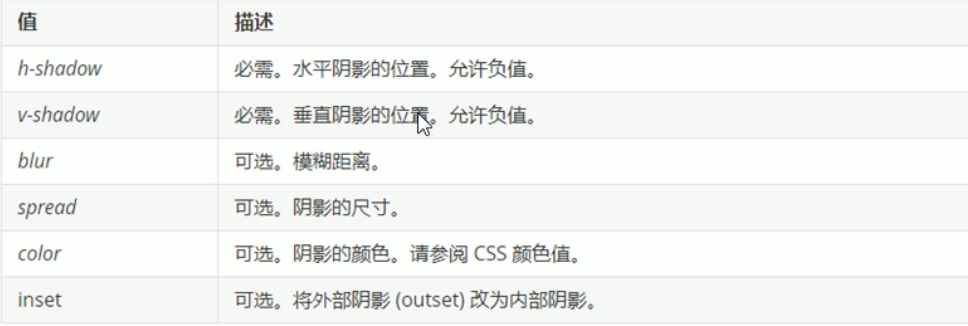 值 描述
h-shadow 必需。水平阴影的位置。允许负值。
v-shadow 必需。垂直阴影的位置。允许负值。
blur 可选。模糊距离。
spread 可选。阴影的尺寸。
color 可选。阴影的颜色。请参阅 CSS 颜色值。
inset 可选。将外部阴影 (outset) 改为内部阴影。